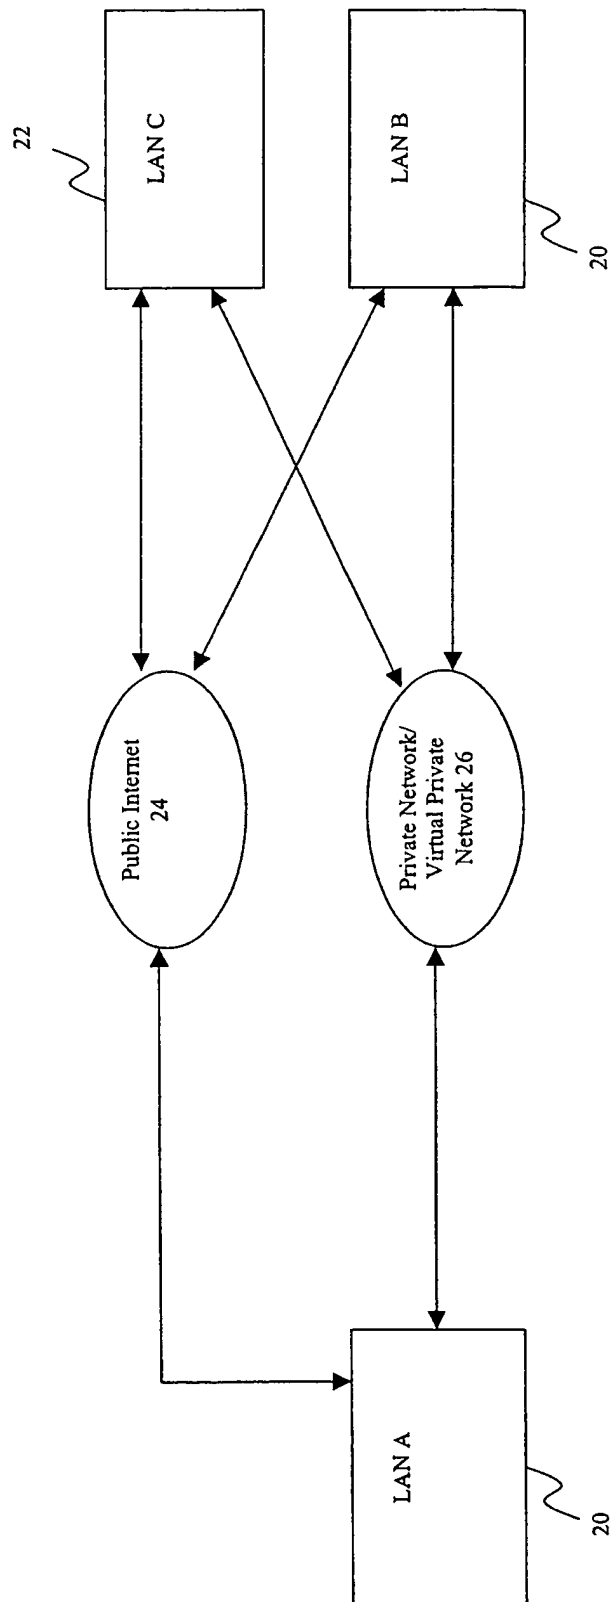 22
LAN C
LAN B
20
Public Internet
24
Private Network/
Virtual Private
Network 26
LAN A
20